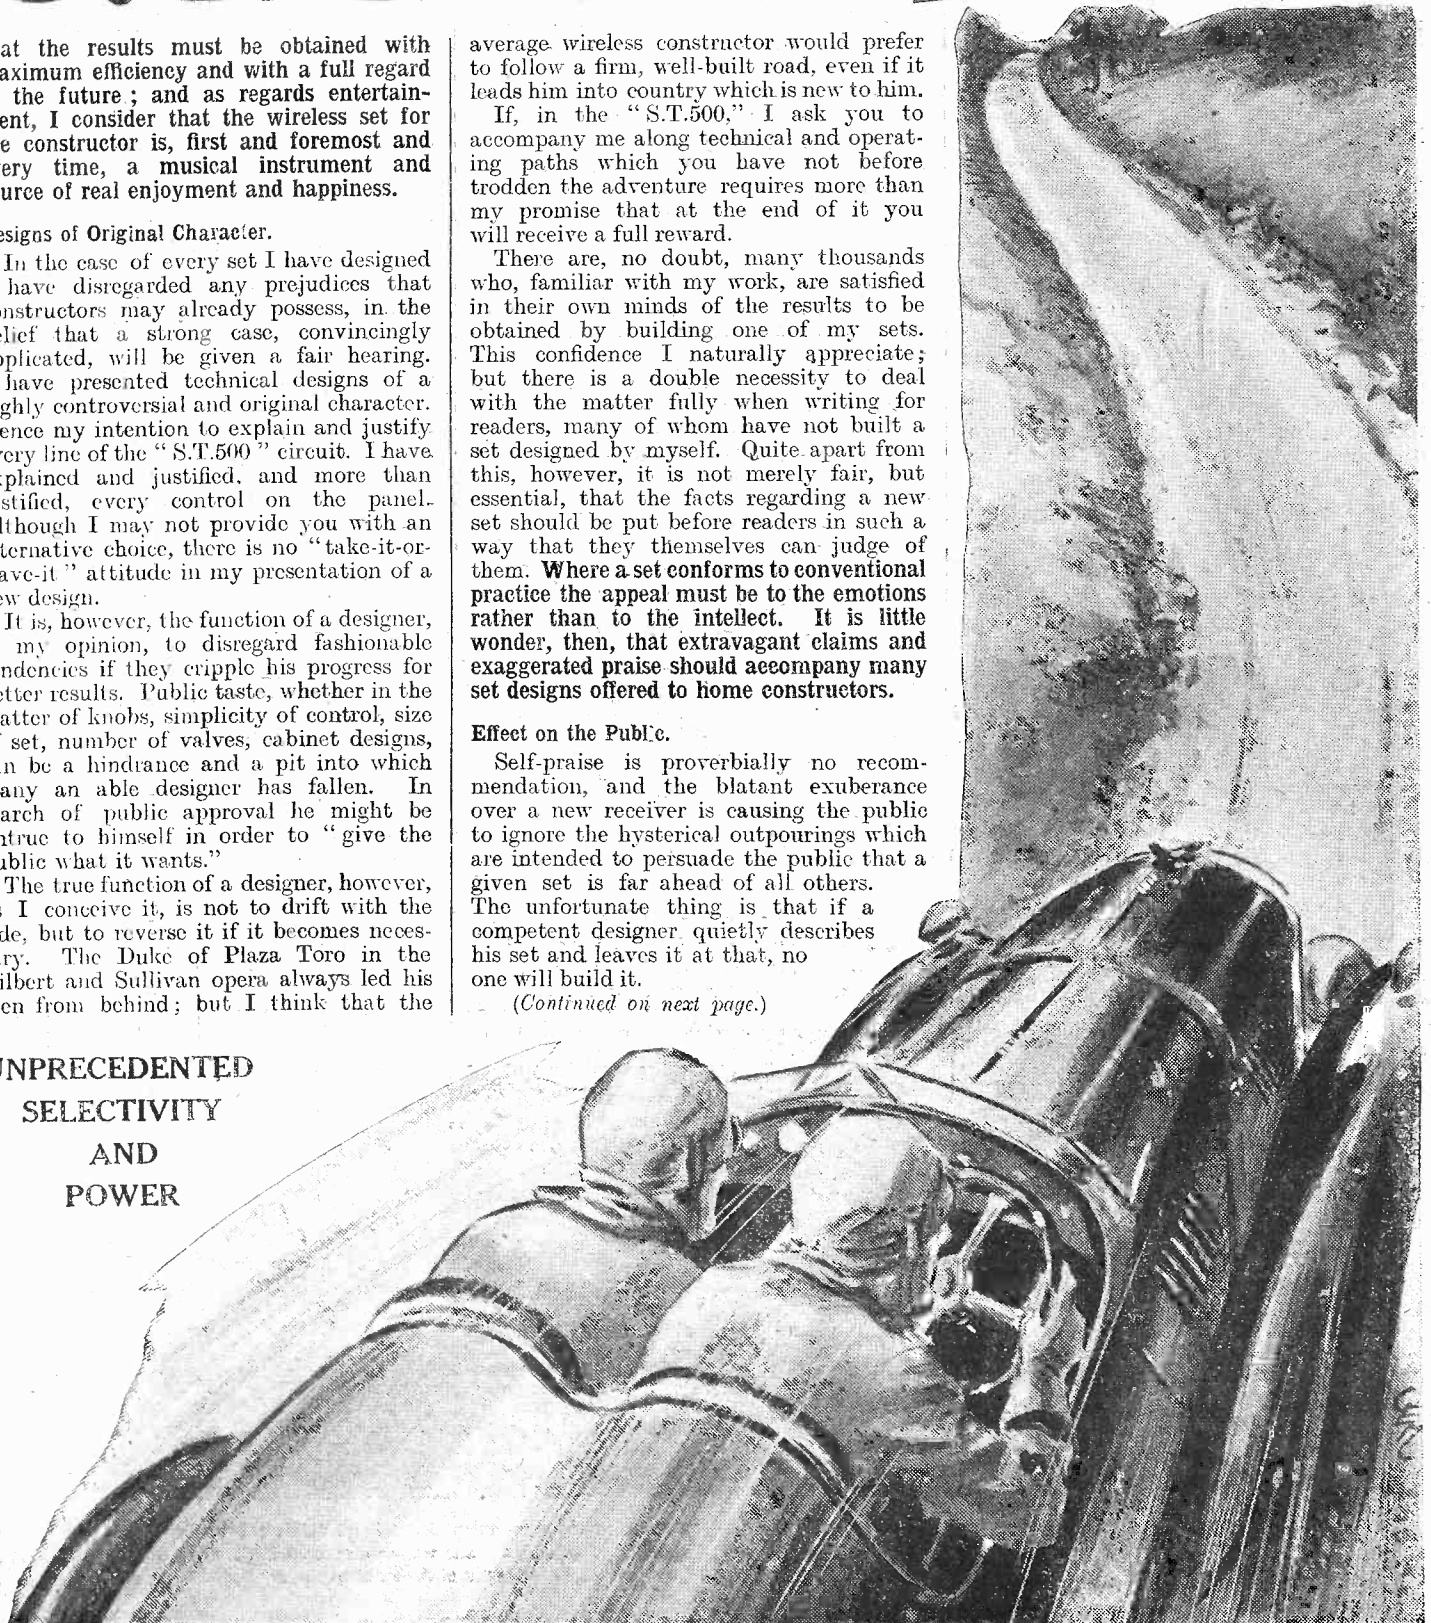 at the results must be obtained with
aximum efficiency and with a full regard
the future ; and as regards entertain-
ent, I consider that the wireless set for
e constructor is, first and foremost and
ery time, a musical instrument and
urce of real enjoyment and happiness.
esigns of Original Character.
In the case of every set I have designed
have disregarded any prejudices that
nstructors may already possess, in the
lief that a strong case, convincingly
plicated, will be given a fair hearing.
have presented technical designs of a
ghly controversial and original character.
ence my intention to explain and justify
ery line of the “ S.T.500 ” circuit. I have
plained and justified, and more than
stified, every control on the panel.
lthough I may not provide you with an
ternative choice, there is no “ take-it-or-
ave-it ” attitude in my presentation of a
ew design.
It is, however, the function of a designer,
my opinion, to disregard fashionable
ndencies if they cripple his progress for
etter results. Public taste, whether in the
atter of knobs, simplicity of control, size
set, number of valves, cabinet designs,
n be a hindrance and a pit into which
any an able designer has fallen. In
arch of public approval he might be
ntrue to himself in order to “ give the
ublic what it wants.”
The true function of a designer, however,
s I conceive it, is not to drift with the
de, but to reverse it if it becomes neces-
ry. The Duke of Plaza Toro in the
ilbert and Sullivan opera always led his
en from behind ; but I think that the
average wireless constructor would prefer
to follow a firm, well-built road, even if it
leads him into country which is new to him.
If, in the “ S.T.500,” I ask you to
accompany me along technical and operat-
ing paths which you have not before
trodden the adventure requires more than
my promise that at the end of it you
will receive a full reward.
There are, no doubt, many thousands
who, familiar with my work, are satisfied
in their own minds of the results to be
obtained by building one of my sets.
This confidence I naturally appreciate ;
but there is a double necessity to deal
with the matter fully when writing for
readers, many of whom have not built a
set designed by myself. Quite apart from
this, however, it is not merely fair, but
essential, that the facts regarding a new
set should be put before readers in such a
way that they themselves can judge of
them. Where a set conforms to conventional
practice the appeal must be to the emotions
rather than to the intellect. It is little
wonder, then, that extravagant claims and
exaggerated praise should accompany many
set designs offered to home constructors.
Effect on the Public.
Self-praise is proverbially no recom-
mendation, and the blatant exuberance
over a new receiver is causing the public
to ignore the hysterical outpourings which
are intended to persuade the public that a
given set is far ahead of all others.
The unfortunate thing is that if a
competent designer quietly describes
his set and leaves it at that, no
one will build it.
(Continued on next page.)
UNPRECEDENTED
SELECTIVITY
AND
POWER